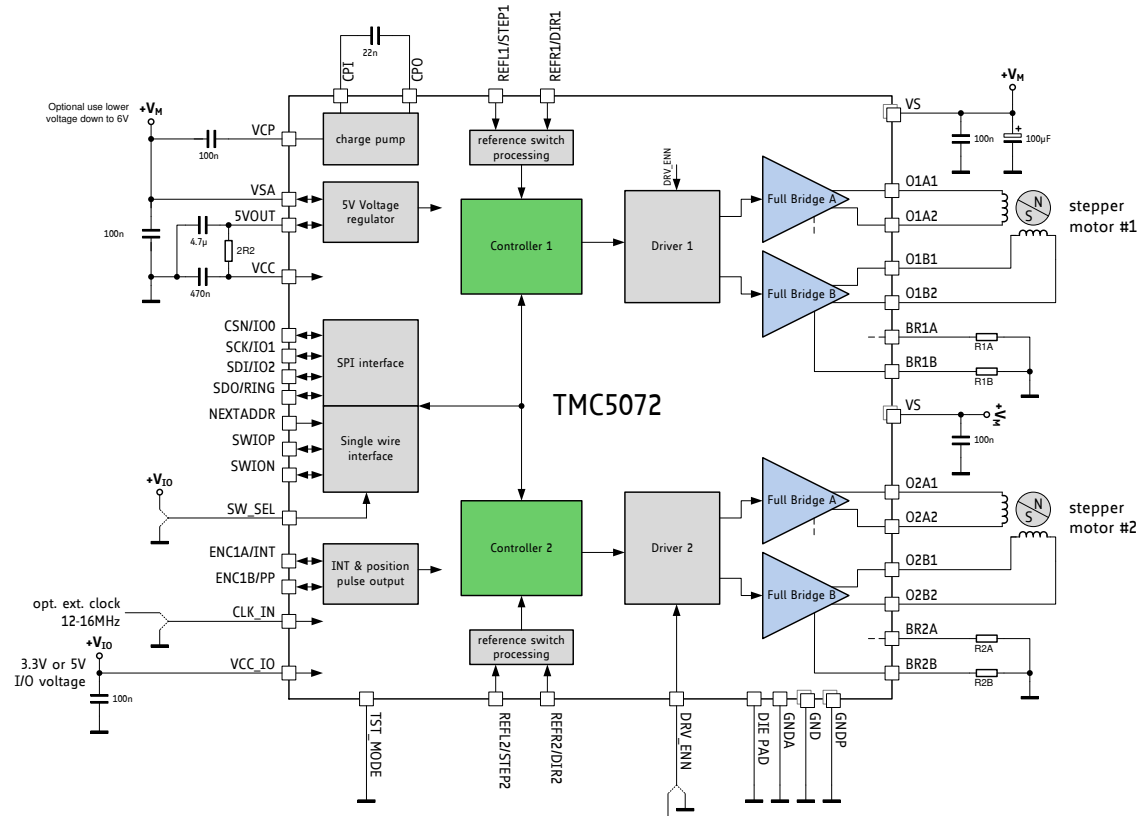 CPI
22n
CPO
REFL1/STEP1
REFR1/DIR1
+VM
VS
100n
+
100µF
Optional use lower
voltage down to 6V
+VM
VCP
100n
charge pump
reference switch
processing
DRV_ENN
VSA
5VOUT
5V Voltage
regulator
100n
4.7µ
2R2
VCC
470n
Controller 1
Driver 1
Full Bridge A
Full Bridge B
O1A1
O1A2
O1B1
O1B2
N
S
stepper
motor #1
BR1A
R1A
BR1B
R1B
CSN/IO0
SCK/IO1
SDI/IO2
SDO/RING
SPI interface
NEXTADDR
SWIOP
SWION
Single wire
interface
TMC5072
VS
+VM
100n
+VIO
SW_SEL
ENC1A/INT
ENC1B/PP
INT & position
pulse output
Controller 2
Driver 2
Full Bridge A
Full Bridge B
O2A1
O2A2
O2B1
O2B2
N
S
stepper
motor #2
opt. ext. clock
12-16MHz
CLK_IN
+VIO
3.3V or 5V
I/O voltage
VCC_IO
100n
reference switch
processing
BR2A
R2A
BR2B
R2B
TST_MODE
REFL2/STEP2
REFR2/DIR2
DRV_ENN
DIE PAD
GNDA
GND
GNDP